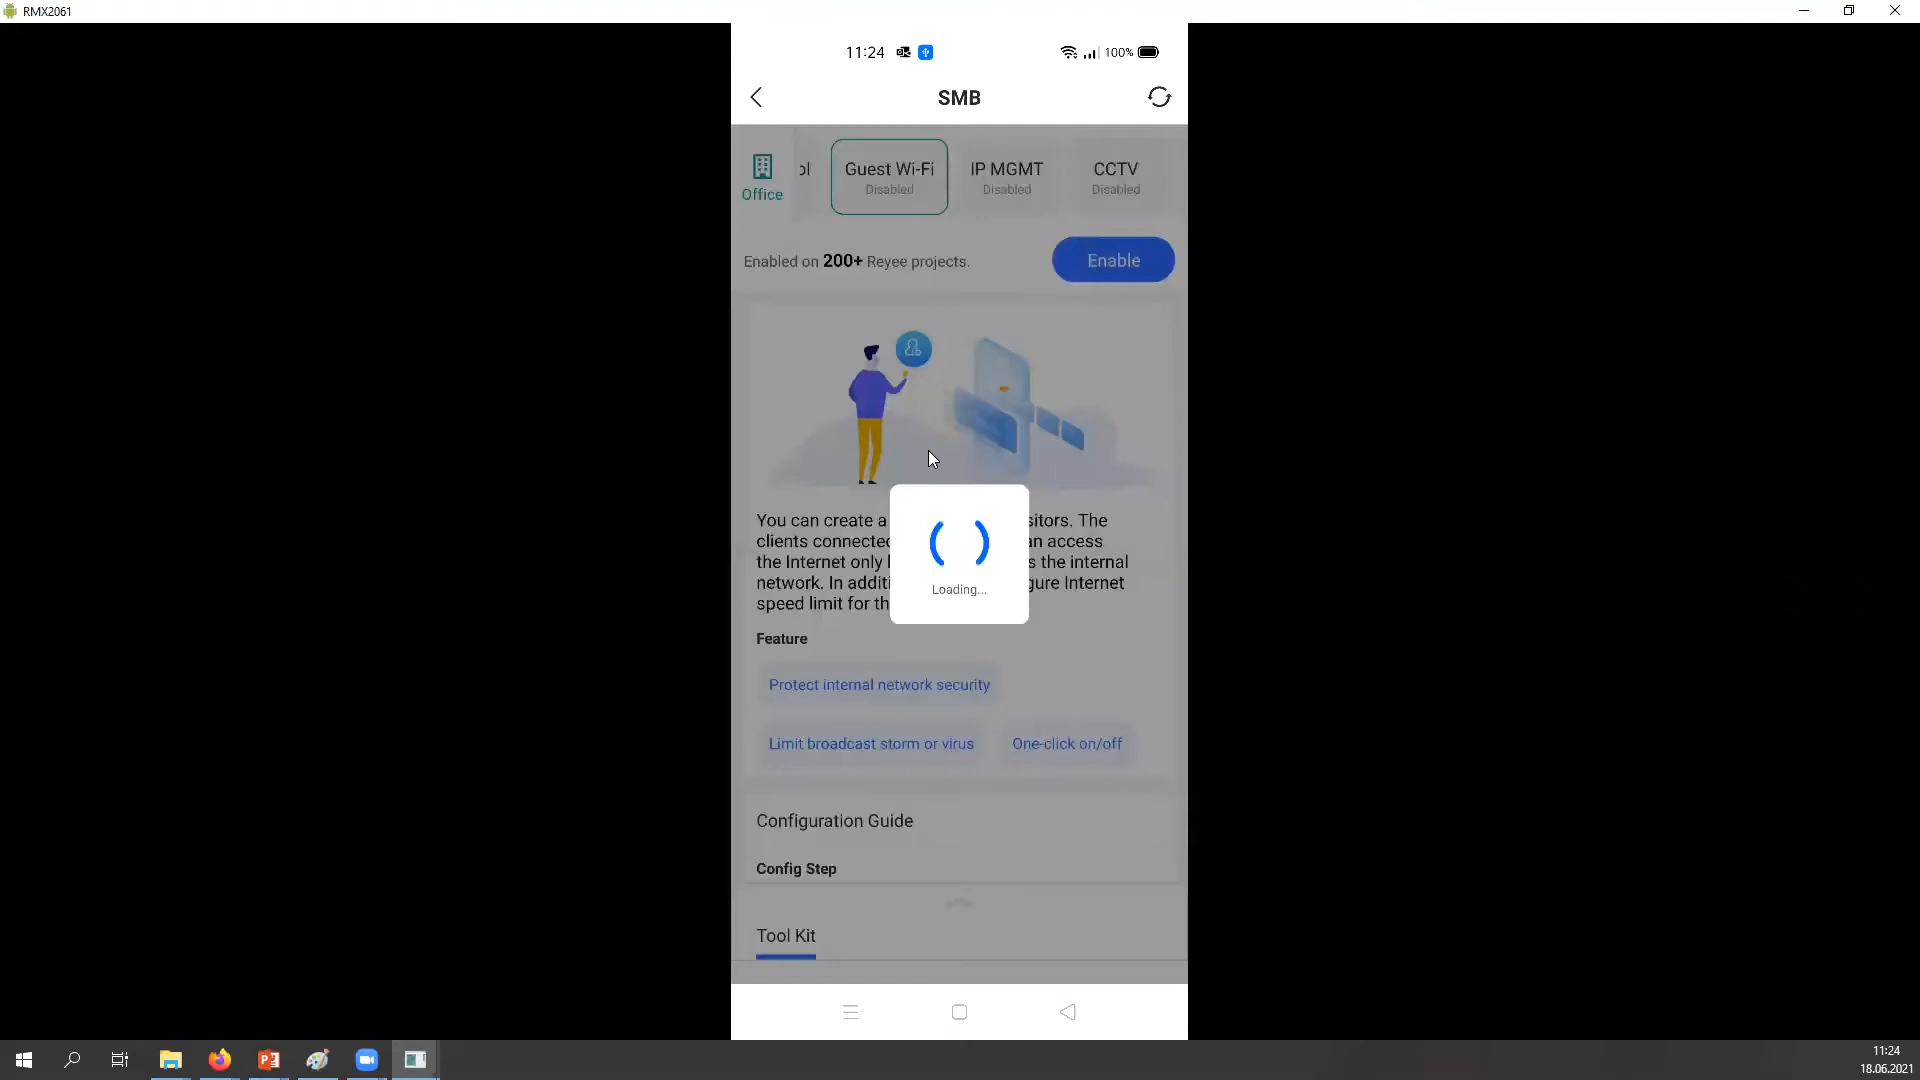 RMX2061
11:24
100%
SMB
Office
ol
Guest Wi-Fi
Disabled
IP MGMT
Disabled
CCTV
Disabled
Enabled on 200+ Reyee projects.
Enable
You can create a sitors. The
clients connected an access
the Internet only s the internal
network. In additi gure Internet
speed limit for th
Loading...
Feature
Protect internal network security
Limit broadcast storm or virus
One-click on/off
Configuration Guide
Config Step
Tool Kit
11:24
18.06.2021